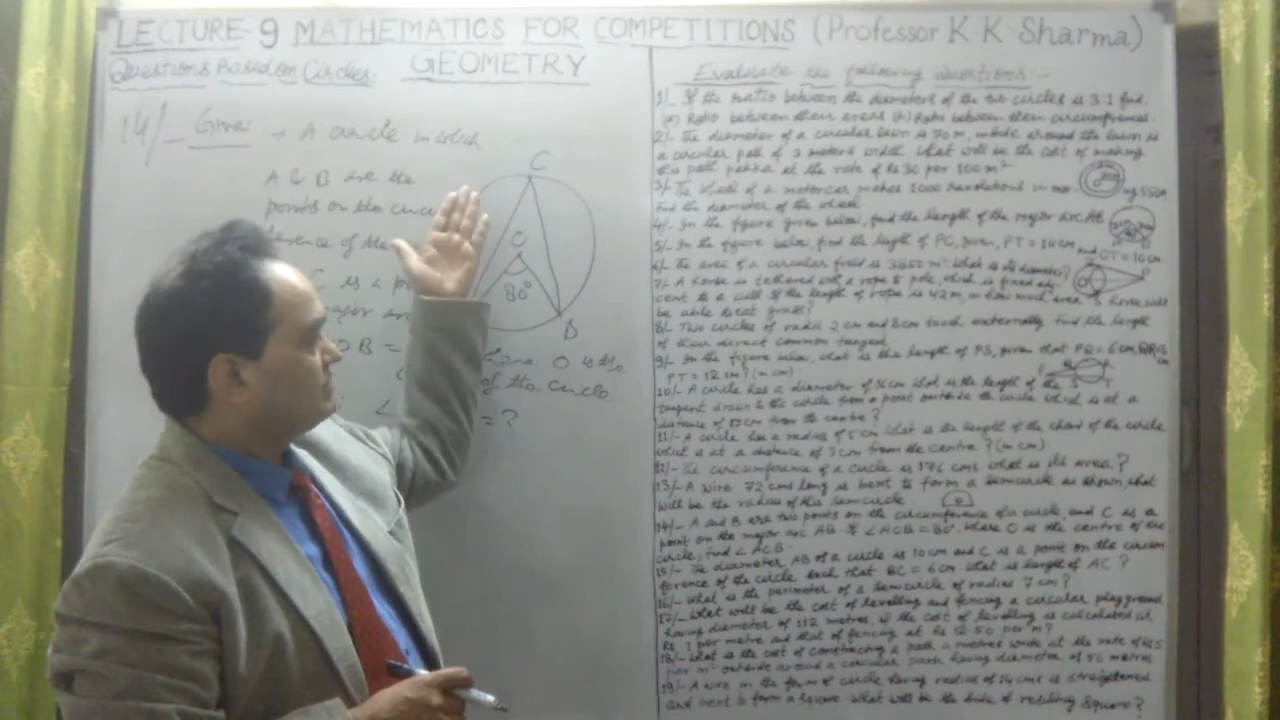 LECTURE-9 MATHEMATICS FOR COMPETITIONS (Professor K.K. Sharma)
Questions Based on Circles:
GEOMETRY
14/- Given → A circle in which
A & B are the
points on the circu
ference of the
C is a po
major arc
OB =
here O is the
of the circle
∠ = ?
C
O
80°
B
Evaluate the following Questions:-
1/- If the ratio between the diameters of the two circles is 3:1 find.
(a) Ratio between their areas (b) Ratio between their circumferences.
2/- The diameter of a circular lawn is 70 m, around the lawn is
a circular path of 3 meters width. What will be the cost of making
this path pakka at the rate of Rs 30 per 100 m²
3/- The wheel of a motorcar makes 1000 revolutions in
Find the diameter of the wheel
4/- In the figure given below, find the length of the major arc AB
5/- In the figure below, find the length of PC, given, PT = 14 cm and OT = 10 cm.
6/- The area of a circular field is 3850 m². What is its diameter?
7/- A horse is tethered with a rope to pole, which is fixed adj
cent to a wall. If the length of rope is 42 m, in how much area horse will
be able to eat grass?
8/- Two circles of radii 2 cm and 8 cm touch externally find the length
of their direct common tangent.
9/- In the figure below, what is the length of PS, given that PQ = 6 cm,
PT = 12 cm? (in cm)
10/- A circle has a diameter of 16 cm What is the length of the
tangent drawn to the circle from a point outside the circle which is at a
distance of cm from the centre?
11/- A circle has a radius of 5 cm what is the length of the chord of the circle
which is at a distance of 3 cm from the centre? (in cm)
12/- The circumference of a circle is 176 cms what is its area?
13/- A wire 72 cms long is bent to form a semicircle as shown, what
will be the radius of this semicircle.
14/- A and B are two points on the circumference of a circle and C is a
point on the major arc AB If ∠AOB = 80°. Where O is the centre of the
circle, find ∠ACB.
15/- The diameter AB of a circle is 10 cm and C is a point on the circum
ference of the circle such that BC = 6 cm What is length of AC?
16/- What is the perimeter of a semicircle of radius 7 cm?
17/- What will be the cost of levelling and fencing a circular playground
having diameter of 112 metres, if the cost of levelling is calculated at
Rs. 1 per metre and that of fencing at Rs 12.50 per m?
18/- What is the cost of constructing a path 2 metres wide at the rate of Rs 5
per m² outside around a circular park having diameter of 56 metres
19/- A wire in the form of circle having radius of 14 cms is straightened
and bent to form a square What will be the side of resulting square?